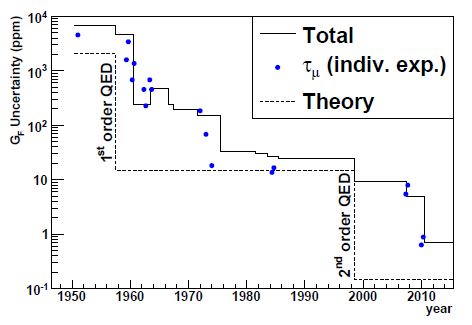 10⁴
10³
10²
10
1
10⁻¹
G_F Uncertainty (ppm)
Total
τ_μ (indiv. exp.)
Theory
1st order QED
2nd order QED
1950 1960 1970 1980 1990 2000 2010
year